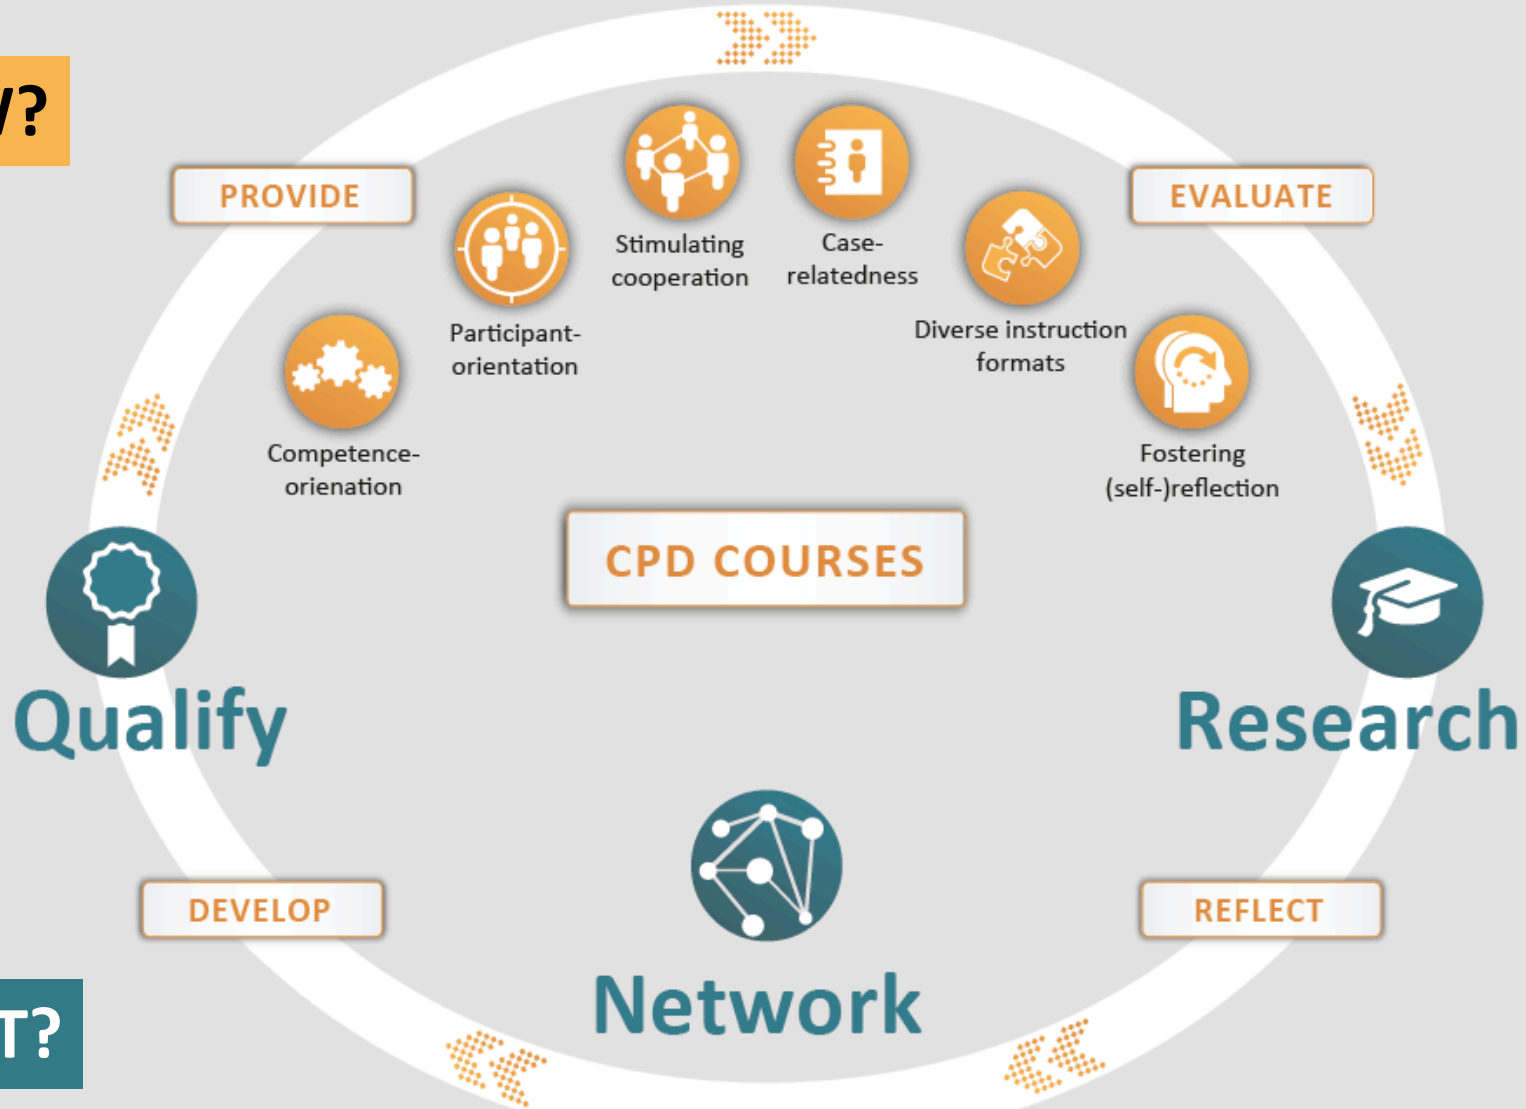 W?
PROVIDE
EVALUATE
Stimulating
cooperation
Case-
relatedness
Participant-
orientation
Diverse instruction
formats
Competence-
orienation
Fostering
(self-)reflection
CPD COURSES
Qualify
Research
DEVELOP
REFLECT
Network
T?